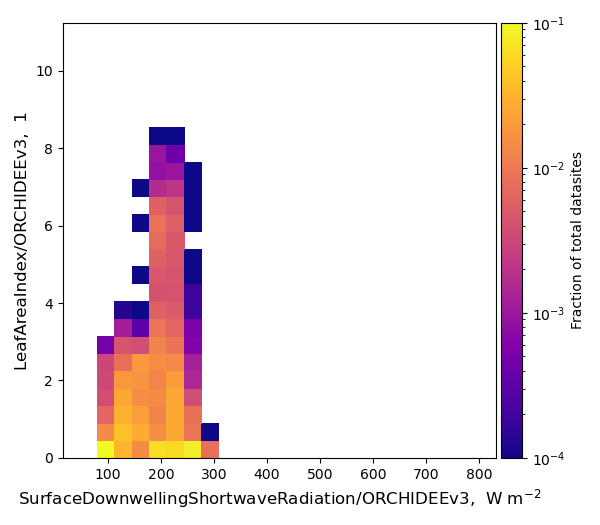 10
8
6
4
2
0
LeafAreaIndex/ORCHIDEEv3, 1
100 200 300 400 500 600 700 800
SurfaceDownwellingShortwaveRadiation/ORCHIDEEv3, W m⁻²
10⁻¹
10⁻²
10⁻³
10⁻⁴
Fraction of total datasites